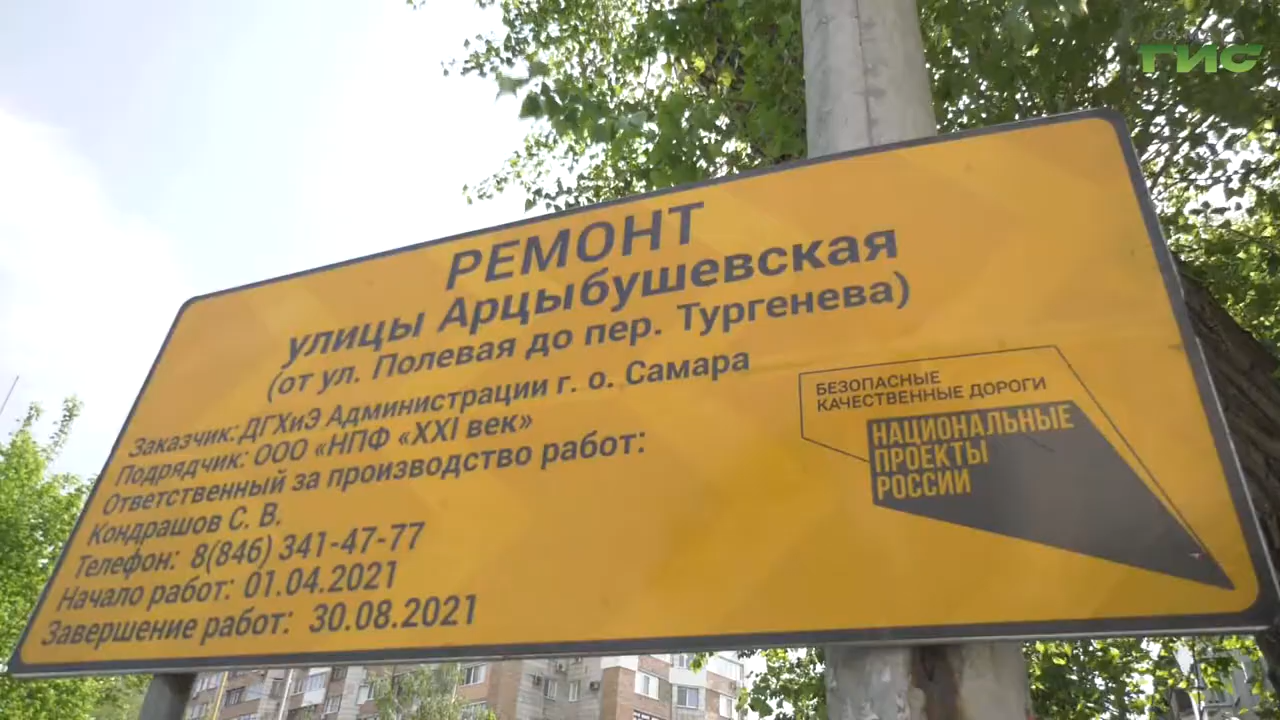 ГИС
РЕМОНТ
улицы Арцыбушевская
(от ул. Полевая до пер. Тургенева)
Заказчик: ДГХиЭ Администрации г. о. Самара
Подрядчик: ООО «НПФ «XXI век»
Ответственный за производство работ:
Кондрашов С. В.
Телефон: 8(846) 341-47-77
Начало работ: 01.04.2021
Завершение работ: 30.08.2021
БЕЗОПАСНЫЕ
КАЧЕСТВЕННЫЕ ДОРОГИ
НАЦИОНАЛЬНЫЕ
ПРОЕКТЫ
РОССИИ